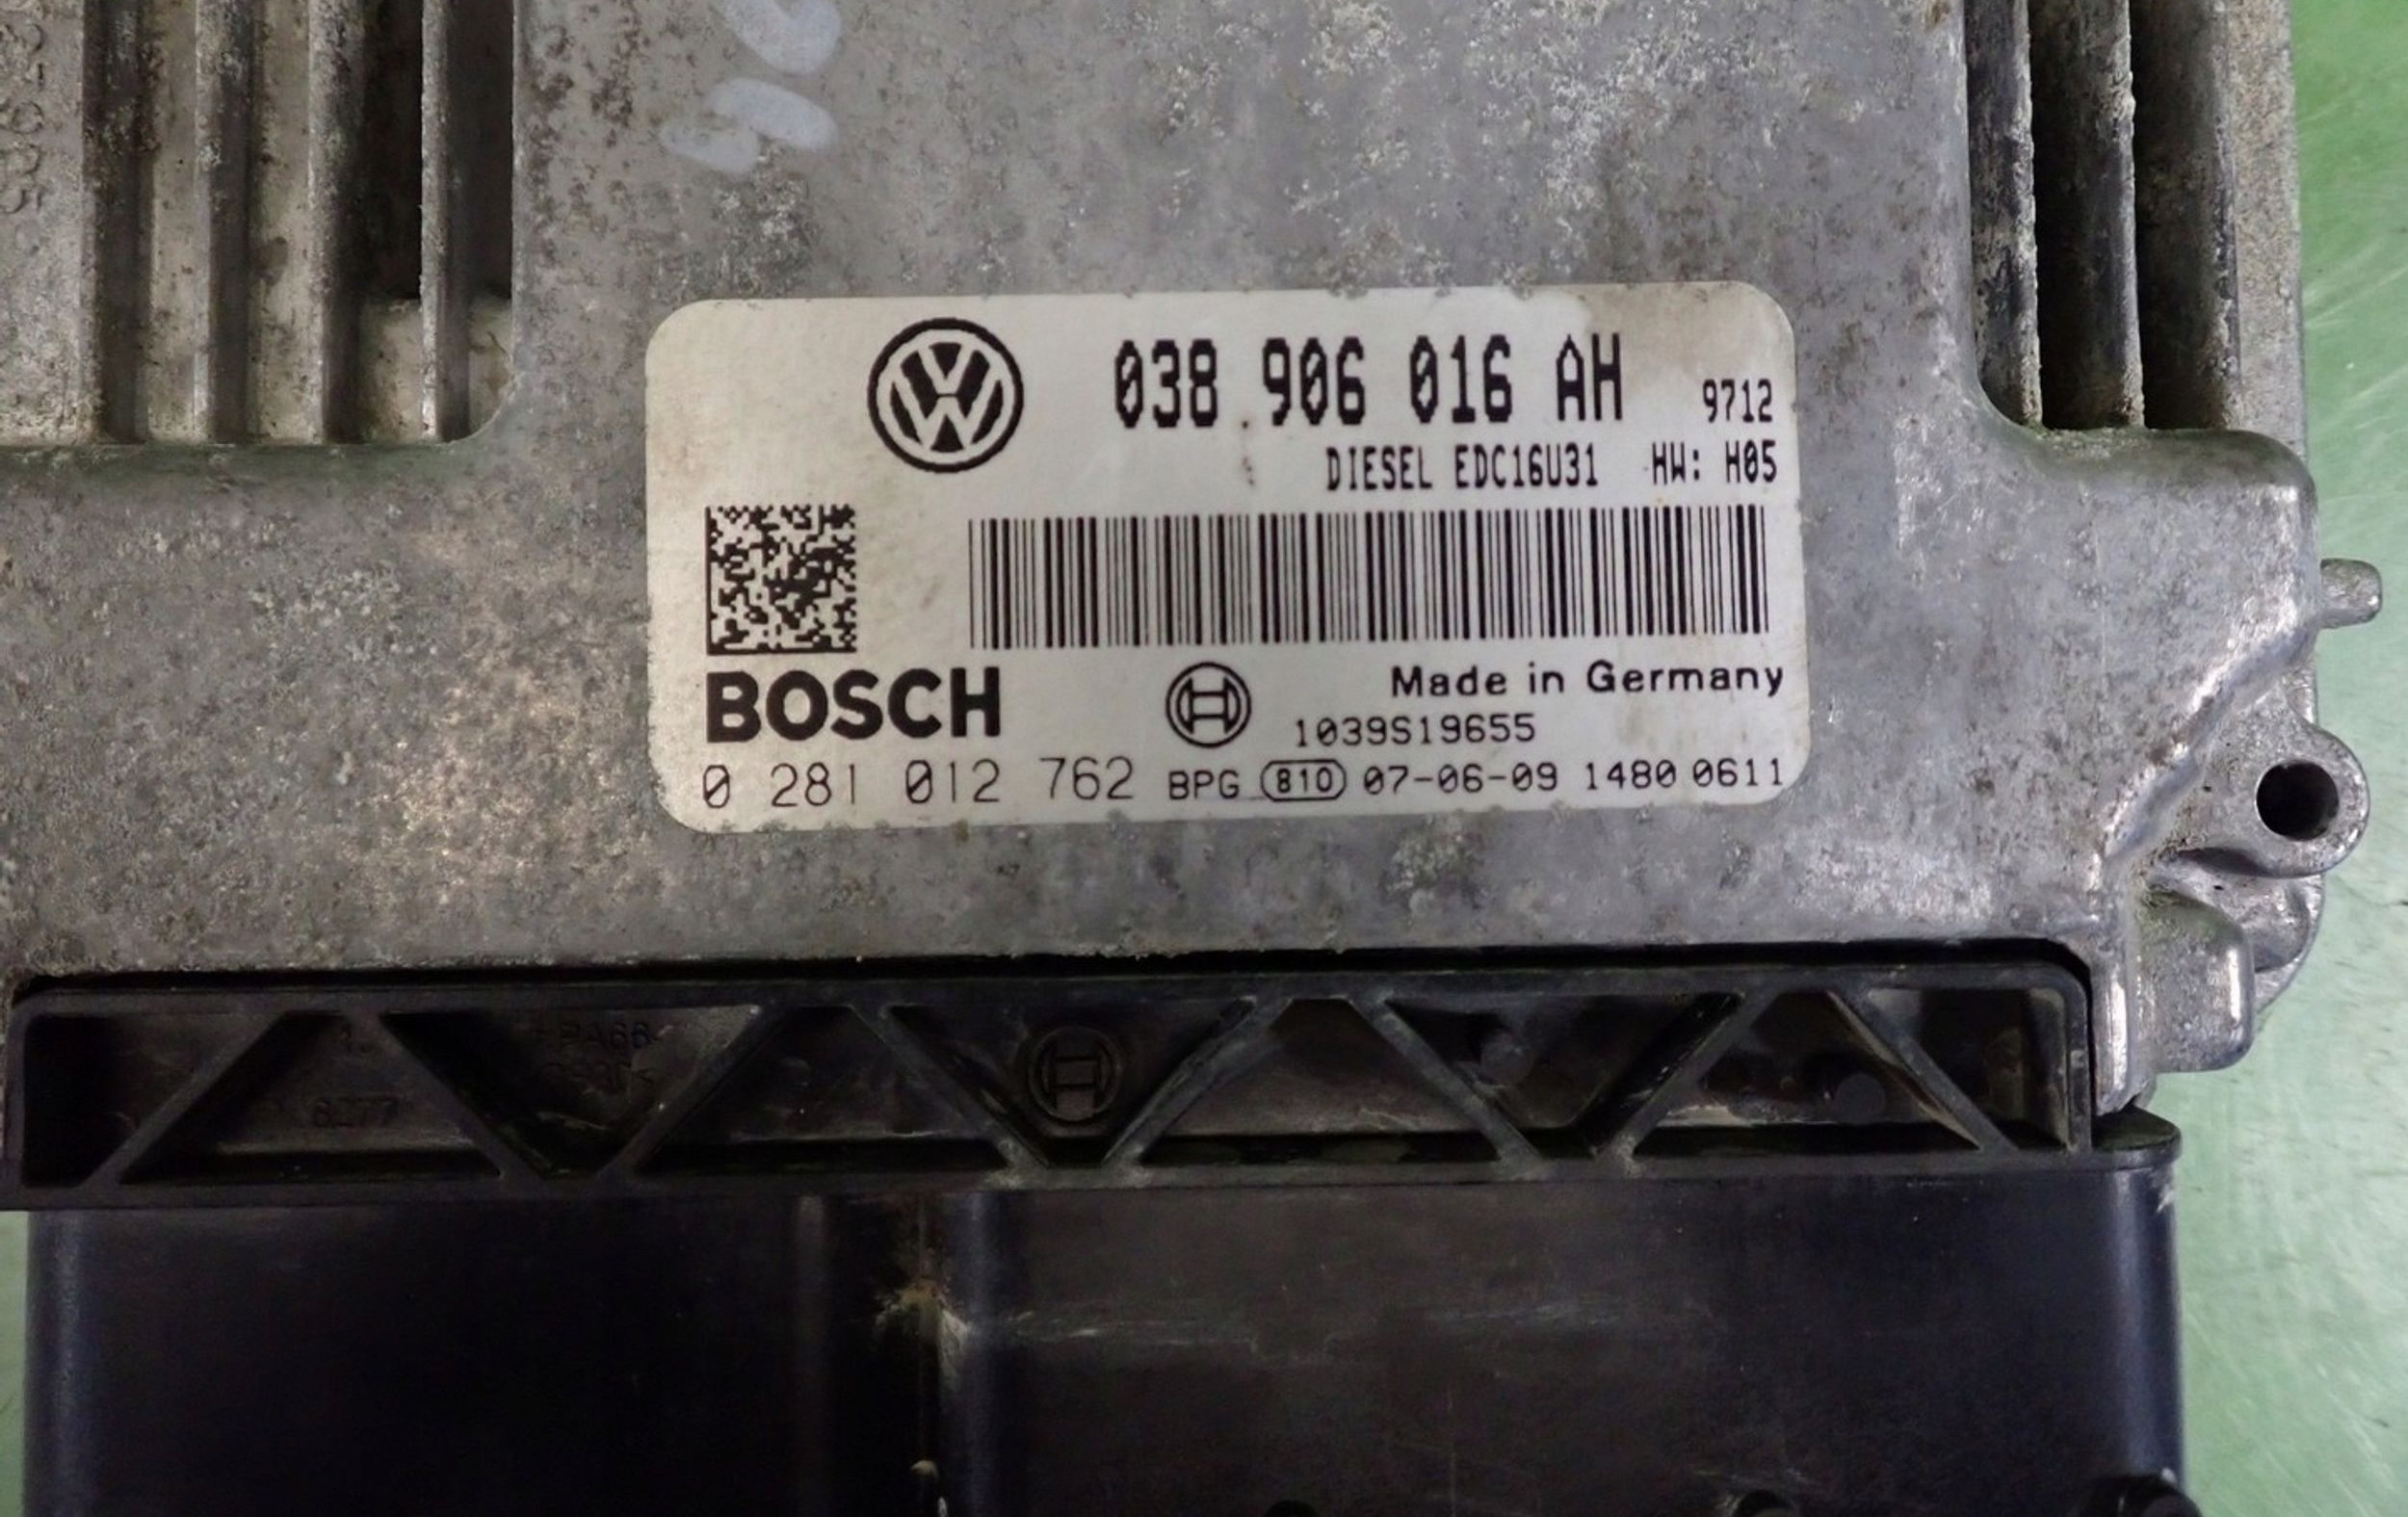 038 906 016 AH 9712
DIESEL EDC16U31 HW: H05
BOSCH
Made in Germany
1039S19655
0 281 012 762 BPG 810 07-06-09 1480 0611